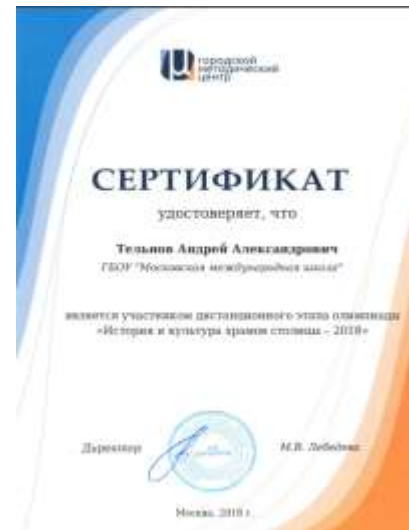 городской
методический
центр
СЕРТИФИКАТ
удостоверяет, что
Тельнов Андрей Александрович
ГБОУ "Московская международная школа"
является участником дистанционного этапа олимпиады
«История и культура храмов столицы – 2018»
Директор
М.В. Лебедева
Москва, 2018 г.